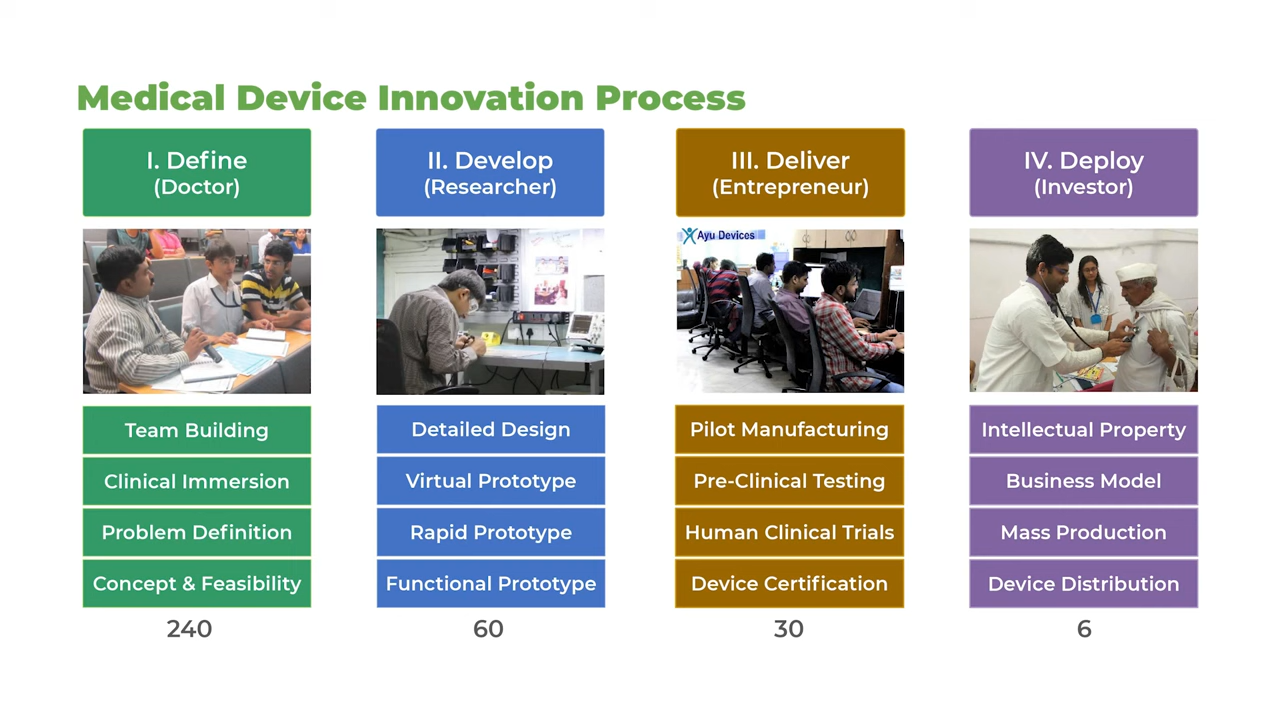 Medical Device Innovation Process
I. Define
(Doctor)
II. Develop
(Researcher)
III. Deliver
(Entrepreneur)
IV. Deploy
(Investor)
Ayu Devices
Team Building
Detailed Design
Pilot Manufacturing
Intellectual Property
Clinical Immersion
Virtual Prototype
Pre-Clinical Testing
Business Model
Problem Definition
Rapid Prototype
Human Clinical Trials
Mass Production
Concept & Feasibility
Functional Prototype
Device Certification
Device Distribution
240
60
30
6